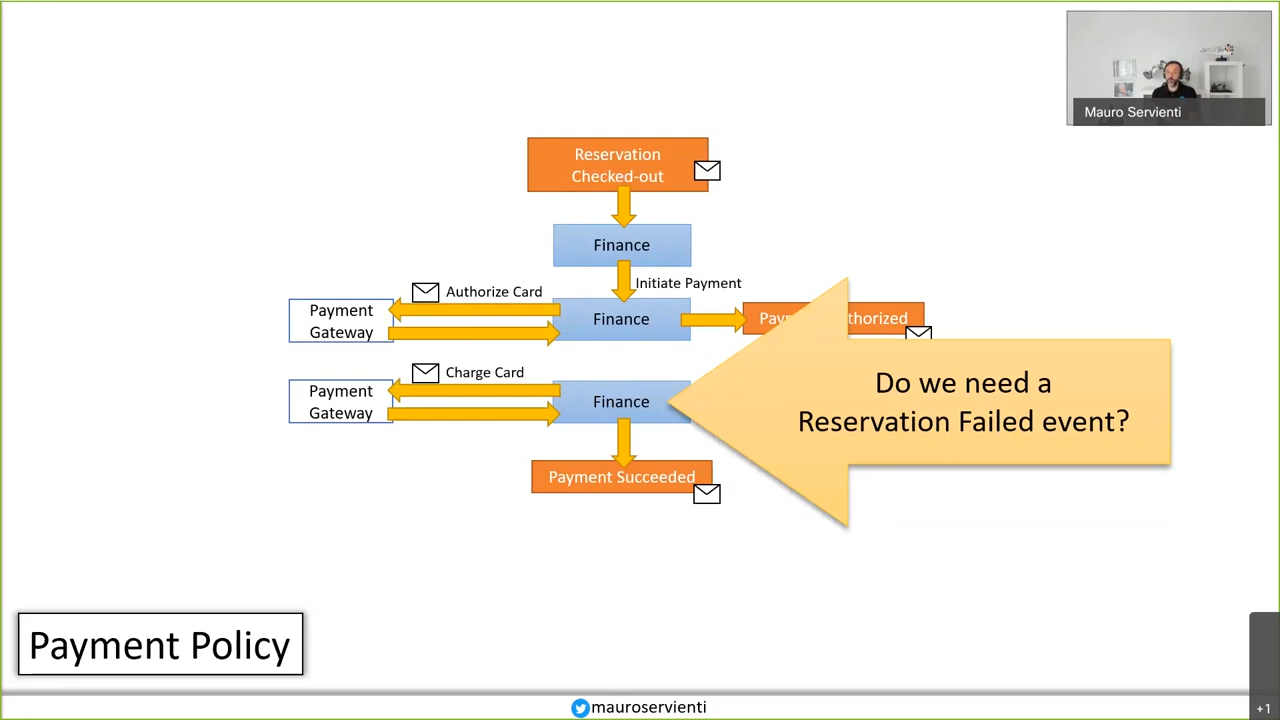 Mauro Servienti
Reservation
Checked-out
Finance
Initiate Payment
Authorize Card
Payment
Gateway
Finance
Charge Card
Payment
Gateway
Finance
Do we need a
Reservation Failed event?
Payment Succeeded
Payment Policy
mauroservienti
+1